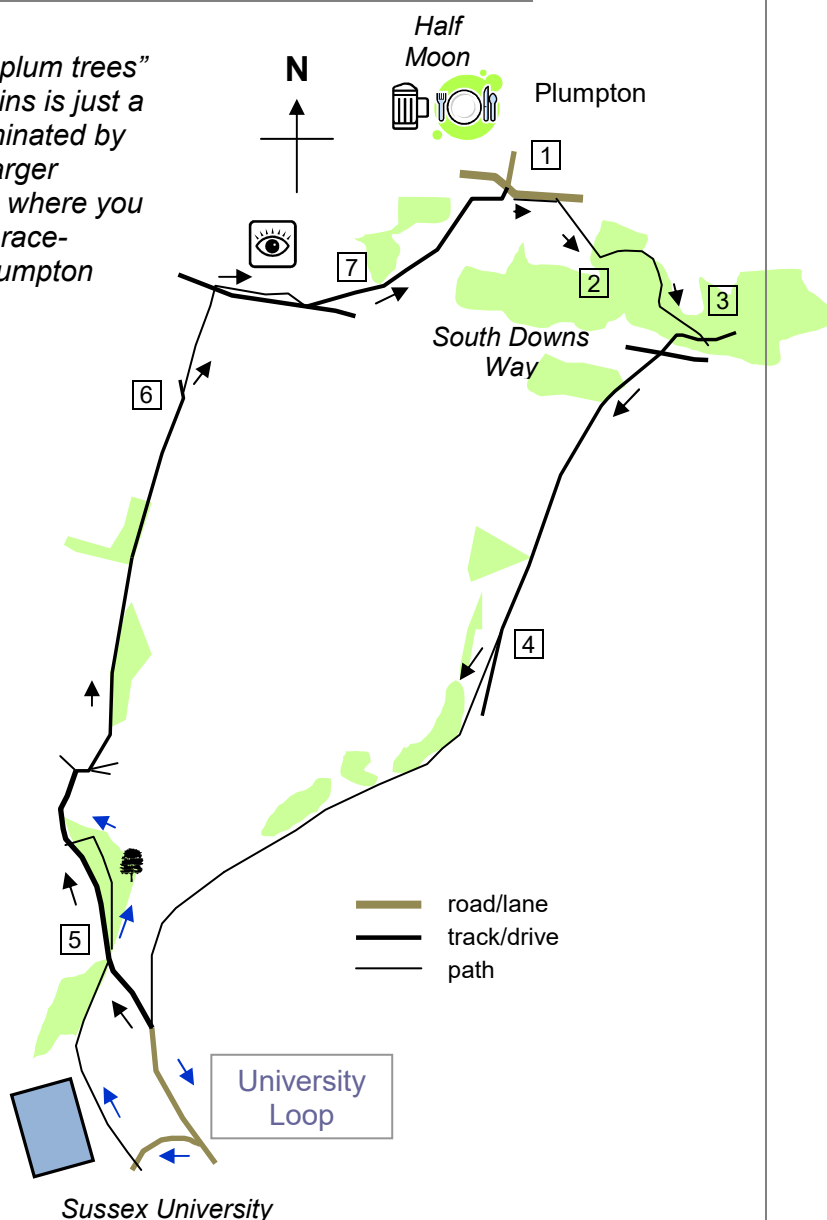 Half
Moon
plum trees”
ins is just a
minated by
arger
where you
race-
umpton
N
Plumpton
1
2
3
7
South Downs
Way
6
4
5
road/lane
track/drive
path
University
Loop
Sussex University